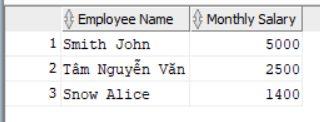 Employee Name Monthly Salary
1 Smith John 5000
2 Tâm Nguyễn Văn 2500
3 Snow Alice 1400